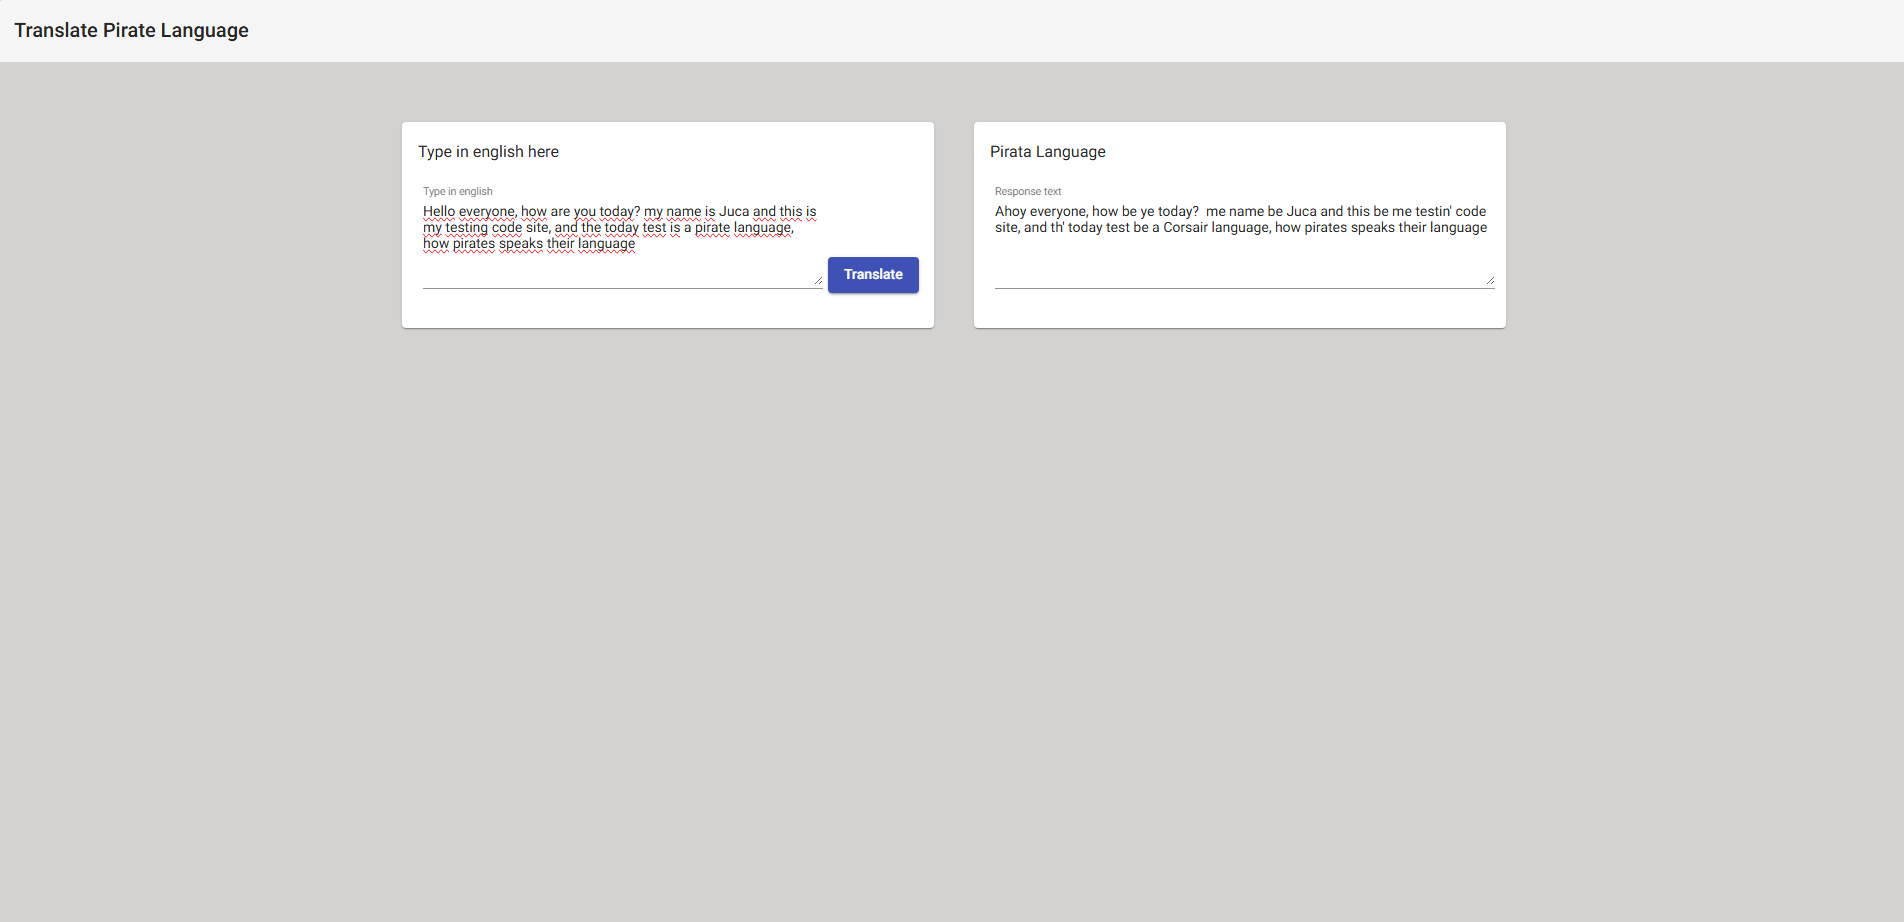 Translate Pirate Language
Type in english here
Type in english
Hello everyone, how are you today? my name is Juca and this is
my testing code site, and the today test is a pirate language,
how pirates speaks their language
Translate
Pirata Language
Response text
Ahoy everyone, how be ye today?  me name be Juca and this be me testin' code
site, and th' today test be a Corsair language, how pirates speaks their language